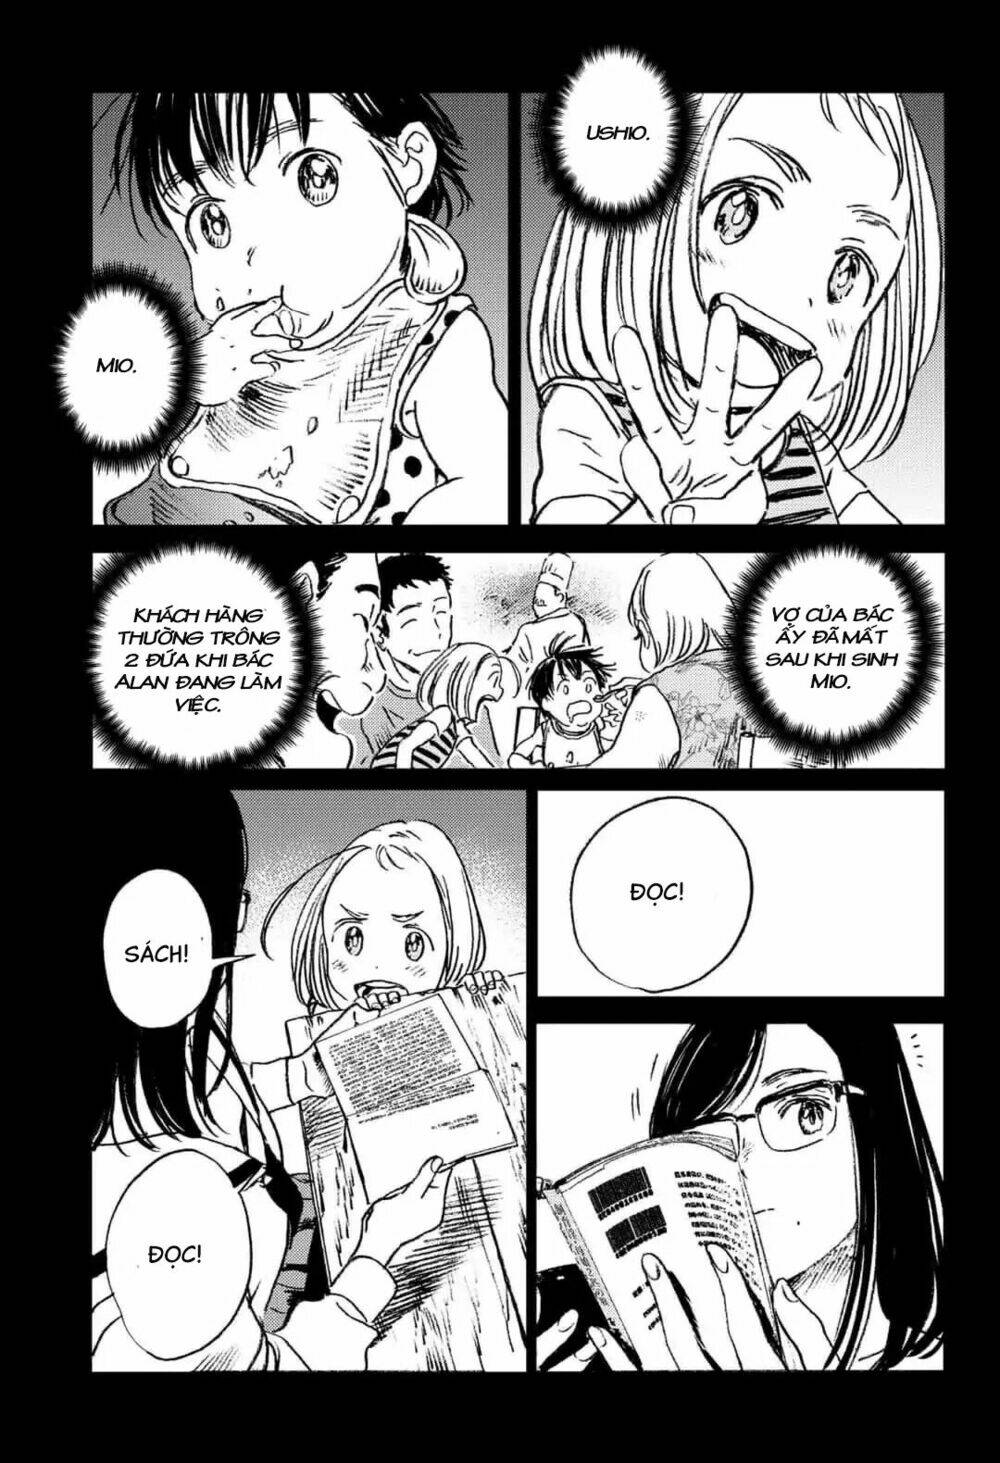 USHIO.
MIO.
VỢ CỦA BÁC
ẤY ĐÃ MẤT
SAU KHI SINH
MIO.
KHÁCH HÀNG
THƯỜNG TRÔNG
2 ĐỨA KHI BÁC
ALAN ĐANG LÀM
VIỆC.
ĐỌC!
SÁCH!
ĐỌC!